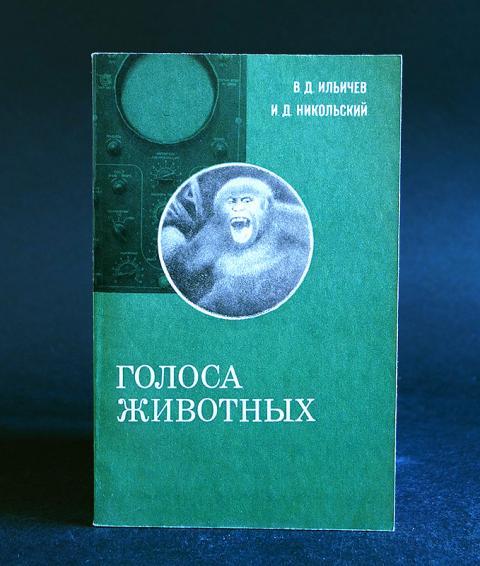 В. Д. ИЛЬИЧЕВ
И. Д. НИКОЛЬСКИЙ
ГОЛОСА
ЖИВОТНЫХ